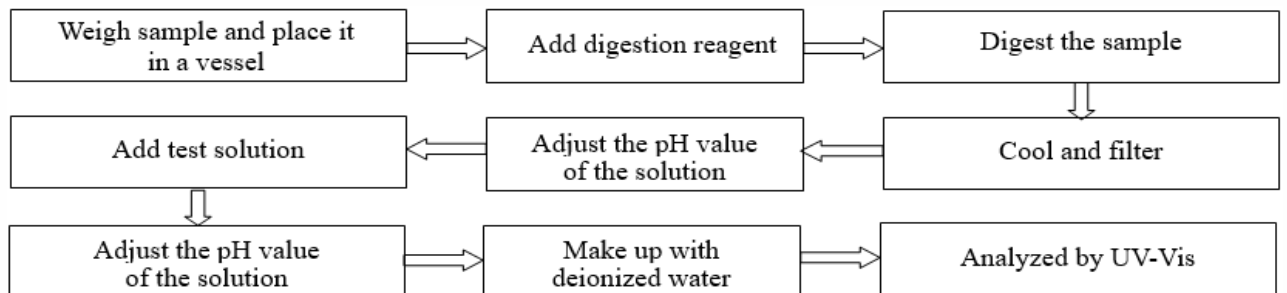 Weigh sample and place it
in a vessel
Add digestion reagent
Digest the sample
Cool and filter
Adjust the pH value
of the solution
Add test solution
Adjust the pH value
of the solution
Make up with
deionized water
Analyzed by UV-Vis